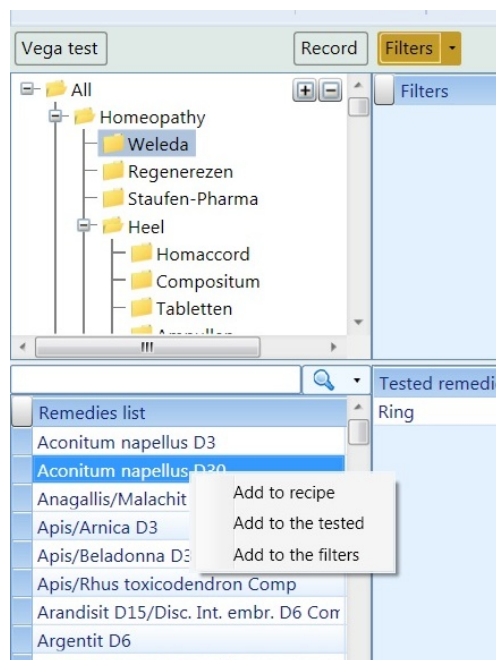 Vega test
Record
Filters
All
Homeopathy
Weleda
Regenerezen
Staufen-Pharma
Heel
Homaccord
Compositum
Tabletten
Filters
Remedies list
Aconitum napellus D3
Aconitum napellus D30
Anagallis/Malachit
Apis/Arnica D3
Apis/Beladonna D3
Apis/Rhus toxicodendron Comp
Arandisit D15/Disc. Int. embr. D6 Com
Argentit D6
Add to recipe
Add to the tested
Add to the filters
Tested remedi
Ring